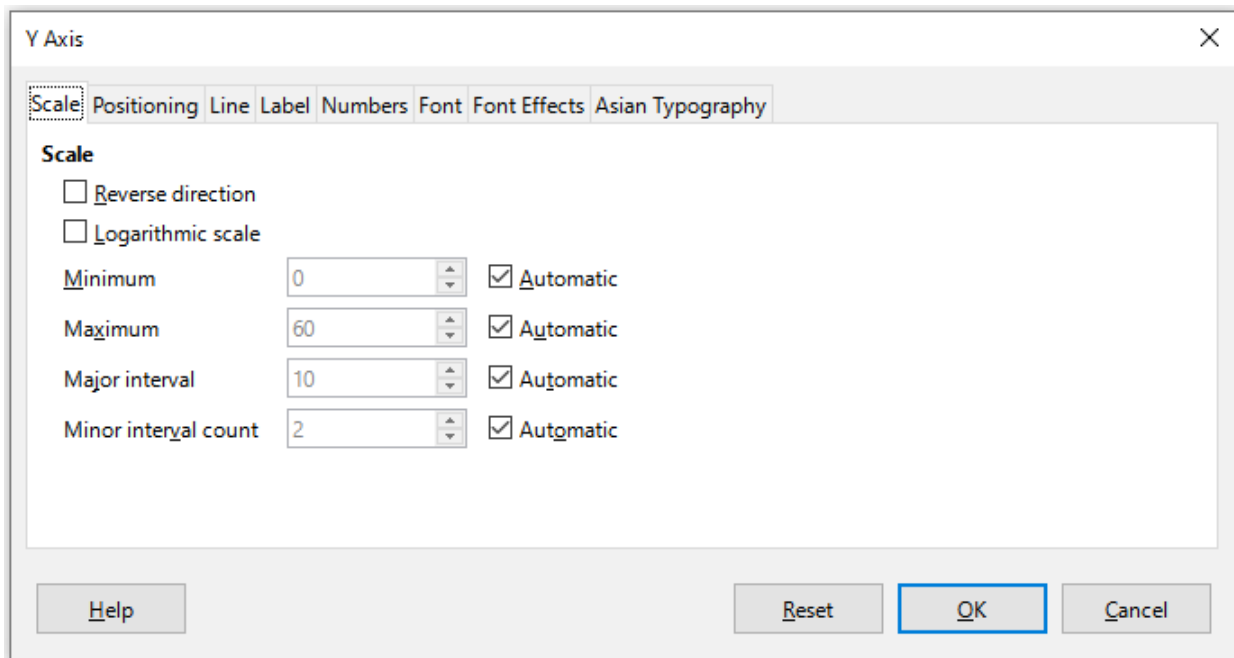 Y Axis
Scale Positioning Line Label Numbers Font Font Effects Asian Typography
Scale
Reverse direction
Logarithmic scale
Minimum 0 Automatic
Maximum 60 Automatic
Major interval 10 Automatic
Minor interval count 2 Automatic
Help Reset OK Cancel